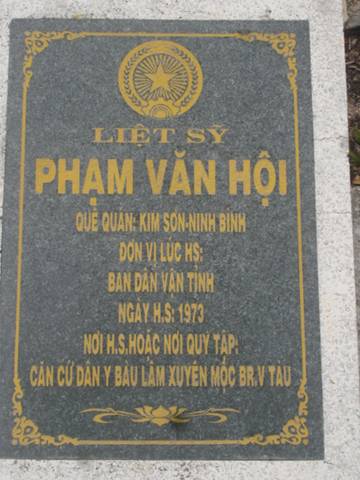 LIỆT SỸ
PHẠM VĂN HỘI
QUÊ QUÁN: KIM SƠN-NINH BÌNH
ĐƠN VỊ LÚC HS:
BAN DÂN VẬN TỈNH
NGÀY H.S: 1973
NƠI H.S,HOẶC NƠI QUY TẬP:
CĂN CỨ DÂN Y BÀU LÂM XUYÊN MỘC BR.V TÀU